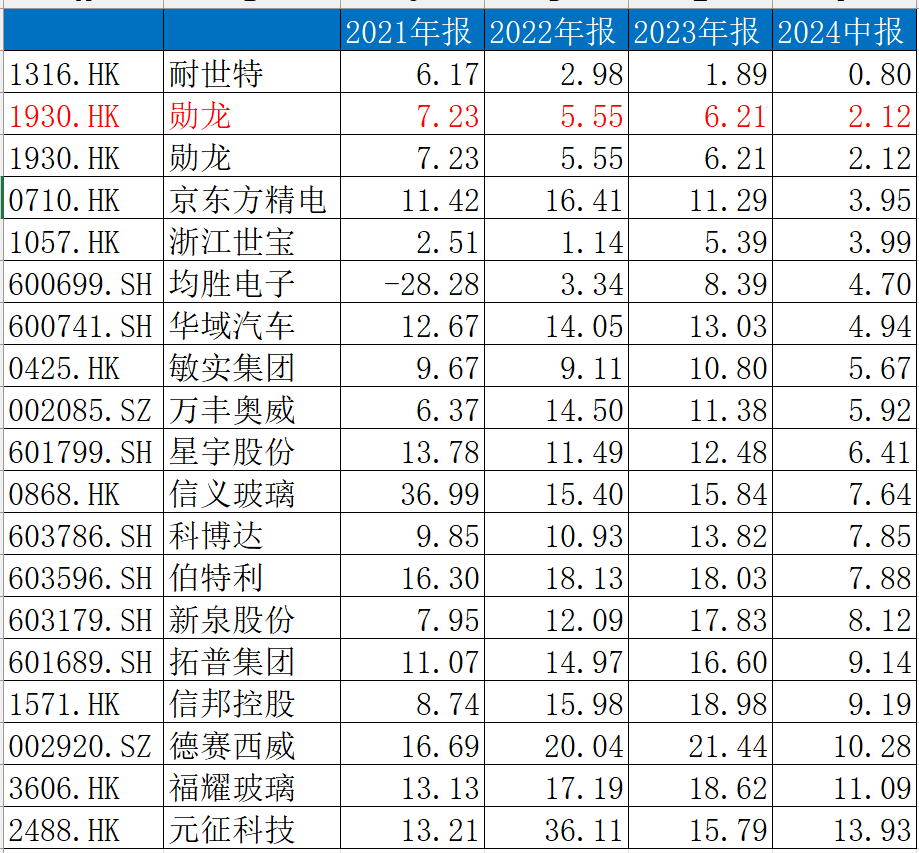 2021年报 2022年报 2023年报 2024中报
1316.HK 耐世特 6.17 2.98 1.89 0.80
1930.HK 勋龙 7.23 5.55 6.21 2.12
1930.HK 勋龙 7.23 5.55 6.21 2.12
0710.HK 京东方精电 11.42 16.41 11.29 3.95
1057.HK 浙江世宝 2.51 1.14 5.39 3.99
600699.SH 均胜电子 -28.28 3.34 8.39 4.70
600741.SH 华域汽车 12.67 14.05 13.03 4.94
0425.HK 敏实集团 9.67 9.11 10.80 5.67
002085.SZ 万丰奥威 6.37 14.50 11.38 5.92
601799.SH 星宇股份 13.78 11.49 12.48 6.41
0868.HK 信义玻璃 36.99 15.40 15.84 7.64
603786.SH 科博达 9.85 10.93 13.82 7.85
603596.SH 伯特利 16.30 18.13 18.03 7.88
603179.SH 新泉股份 7.95 12.09 17.83 8.12
601689.SH 拓普集团 11.07 14.97 16.60 9.14
1571.HK 信邦控股 8.74 15.98 18.98 9.19
002920.SZ 德赛西威 16.69 20.04 21.44 10.28
3606.HK 福耀玻璃 13.13 17.19 18.62 11.09
2488.HK 元征科技 13.21 36.11 15.79 13.93